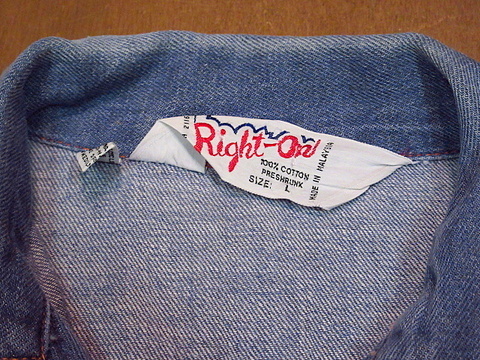 Right-On!
100% COTTON
PRESHRUNK
SIZE: L
MADE IN MALAYSIA